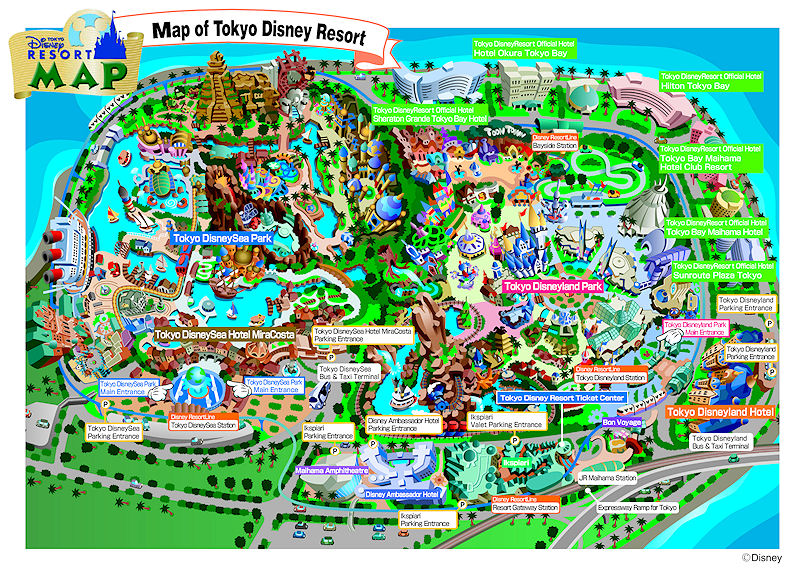 TOKYO
Disney
RESORT
MAP
Map of Tokyo Disney Resort
Tokyo DisneyResort Official Hotel
Hotel Okura Tokyo Bay
Tokyo DisneyResort Official Hotel
Hilton Tokyo Bay
Tokyo DisneyResort Official Hotel
Sheraton Grande Tokyo Bay Hotel
TOON TOWN
Disney ResortLine
Bayside Station
Tokyo DisneyResort Official Hotel
Tokyo Bay Maihama
Hotel Club Resort
Tokyo DisneyResort Official Hotel
Tokyo Bay Maihama Hotel
Tokyo DisneySea Park
Tokyo DisneyResort Official Hotel
Sunroute Plaza Tokyo
Tokyo Disneyland Park
Tokyo Disneyland
Parking Entrance
P
Tokyo DisneySea Hotel MiraCosta
Tokyo DisneySea Hotel MiraCosta
Parking Entrance
P
Tokyo Disneyland Park
Main Entrance
Tokyo Disneyland
Parking Entrance
P
Tokyo DisneySea
Bus & Taxi Terminal
Disney ResortLine
Tokyo Disneyland Station
Tokyo DisneySea Park
Main Entrance
Tokyo DisneySea Park
Main Entrance
Tokyo Disney Resort Ticket Center
Tokyo Disneyland Hotel
Disney ResortLine
Tokyo DisneySea Station
P
Tokyo DisneySea
Parking Entrance
Ikspiari
Parking Entrance
P
Disney Ambassador Hotel
Parking Entrance
P
Ikspiari
Valet Parking Entrance
P
Bon Voyage
Tokyo Disneyland
Bus & Taxi Terminal
Maihama Amphitheatre
Ikspiari
JR Maihama Station
Disney Ambassador Hotel
P
Disney ResortLine
Resort Gateway Station
Expressway Ramp for Tokyo
Ikspiari
Parking Entrance
©Disney